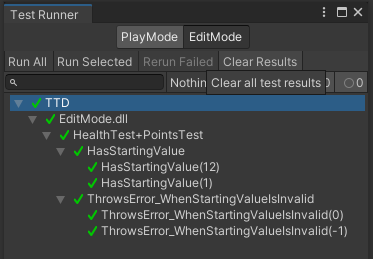 Test Runner
PlayMode EditMode
Run All Run Selected Rerun Failed Clear Results
Nothin Clear all test results 0 0
TTD
EditMode.dll
HealthTest+PointsTest
HasStartingValue
HasStartingValue(12)
HasStartingValue(1)
ThrowsError_WhenStartingValueIsInvalid
ThrowsError_WhenStartingValueIsInvalid(0)
ThrowsError_WhenStartingValueIsInvalid(-1)